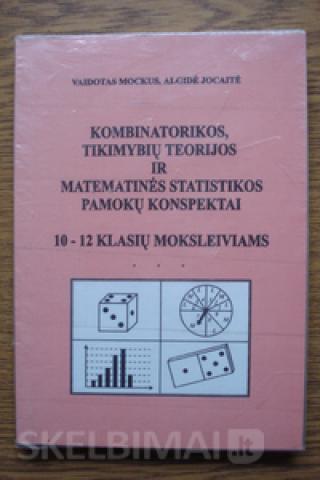 VAIDOTAS MOCKUS, ALGIDĖ JOCAITĖ
KOMBINATORIKOS,
TIKIMYBIŲ TEORIJOS
IR
MATEMATINĖS STATISTIKOS
PAMOKŲ KONSPEKTAI
10 - 12 KLASIŲ MOKSLEIVIAMS
SKELBIMAI.lt